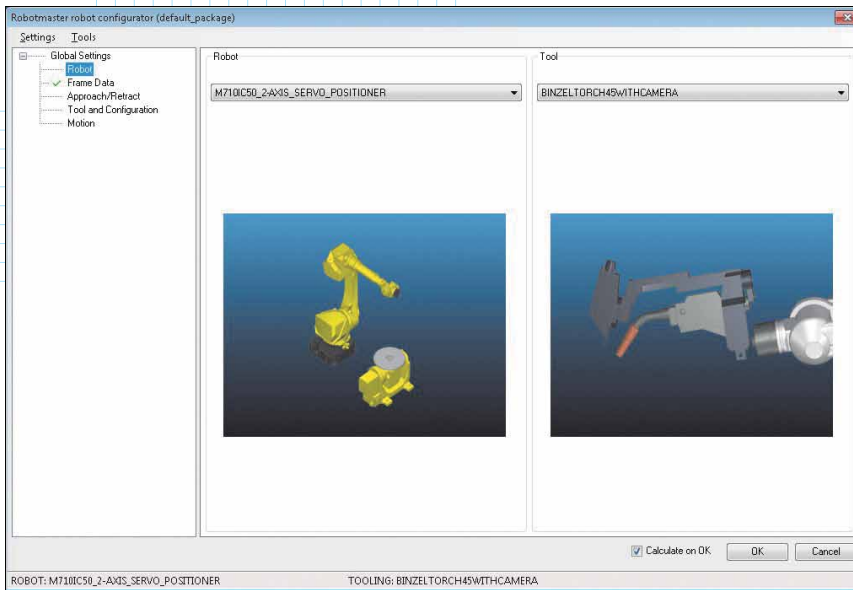 Robotmaster robot configurator (default_package)
Settings Tools
Global Settings
Robot
Frame Data
Approach/Retract
Tool and Configuration
Motion
Robot
M710IC50_2-AXIS_SERVO_POSITIONER
Tool
BINZELTORCH45WITHCAMERA
Calculate on OK
OK
Cancel
ROBOT: M710IC50_2-AXIS_SERVO_POSITIONER TOOLING: BINZELTORCH45WITHCAMERA